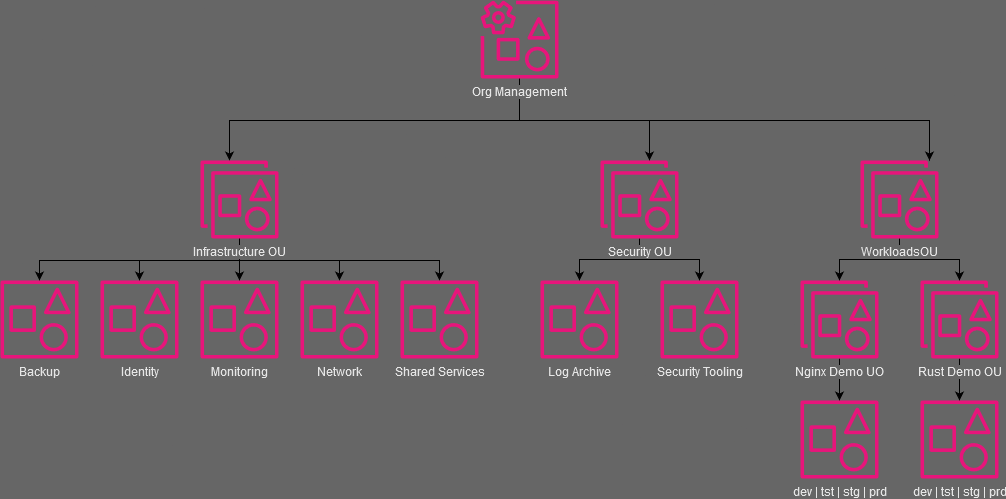 Org Management
Infrastructure OU
Security OU
WorkloadsOU
Backup
Identity
Monitoring
Network
Shared Services
Log Archive
Security Tooling
Nginx Demo UO
Rust Demo OU
dev | tst | stg | prd
dev | tst | stg | prd